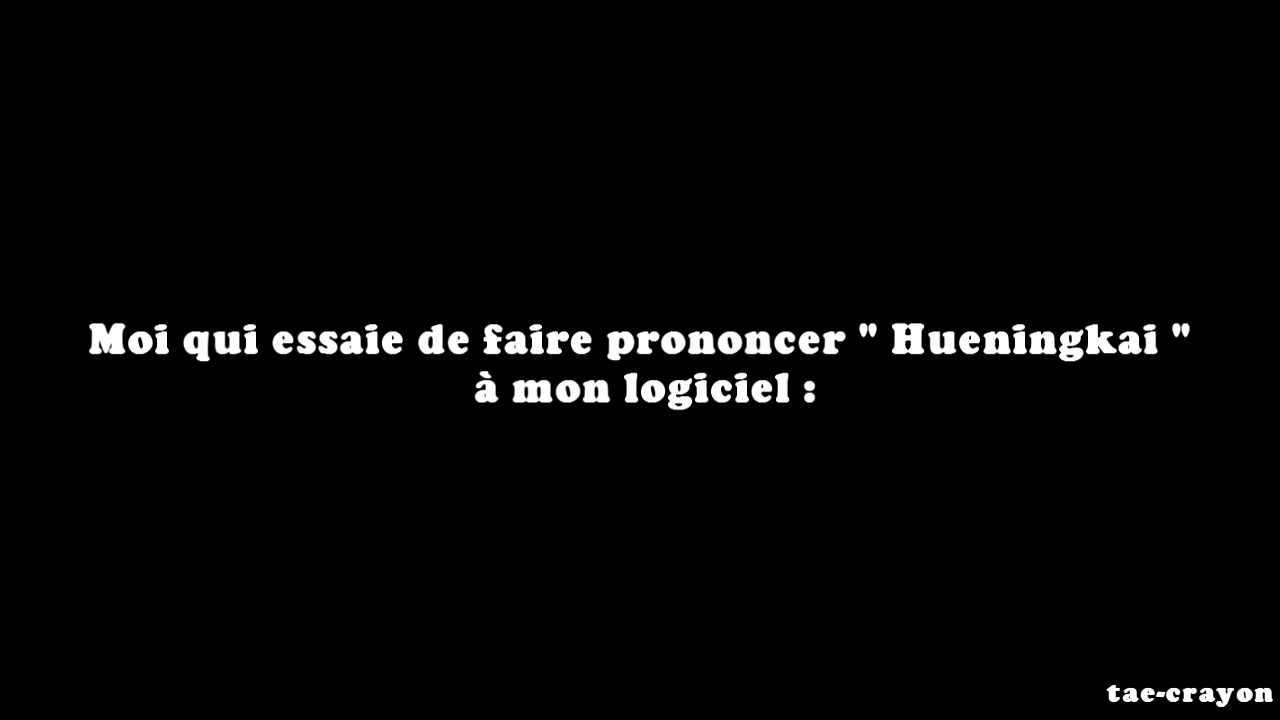 Moi qui essaie de faire prononcer " Hueningkai "
à mon logiciel :
tae-crayon